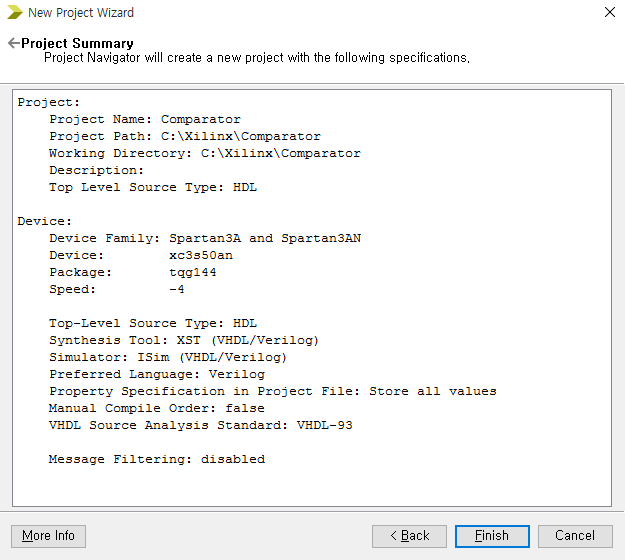 New Project Wizard
Project Summary
Project Navigator will create a new project with the following specifications.
Project:
Project Name: Comparator
Project Path: C:\Xilinx\Comparator
Working Directory: C:\Xilinx\Comparator
Description:
Top Level Source Type: HDL
Device:
Device Family: Spartan3A and Spartan3AN
Device: xc3s50an
Package: tqg144
Speed: -4
Top-Level Source Type: HDL
Synthesis Tool: XST (VHDL/Verilog)
Simulator: ISim (VHDL/Verilog)
Preferred Language: Verilog
Property Specification in Project File: Store all values
Manual Compile Order: false
VHDL Source Analysis Standard: VHDL-93
Message Filtering: disabled
More Info
< Back
Finish
Cancel